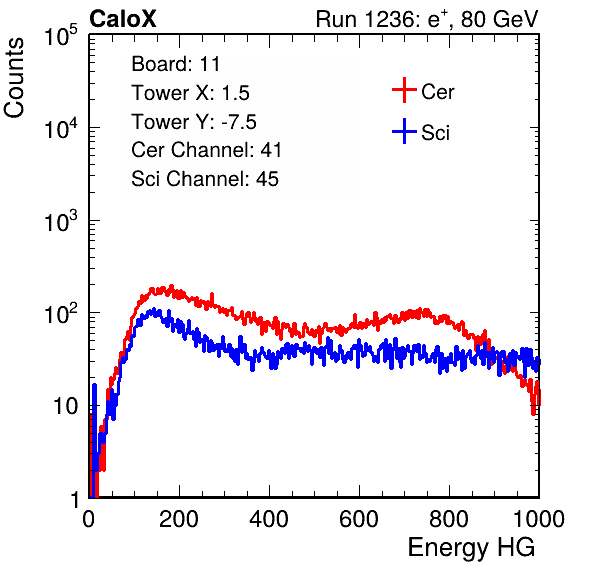 CaloX
Run 1236: e⁺, 80 GeV
Counts
10⁵
10⁴
10³
10²
10
1
Board: 11
Tower X: 1.5
Tower Y: -7.5
Cer Channel: 41
Sci Channel: 45
Cer
Sci
0 200 400 600 800 1000
Energy HG